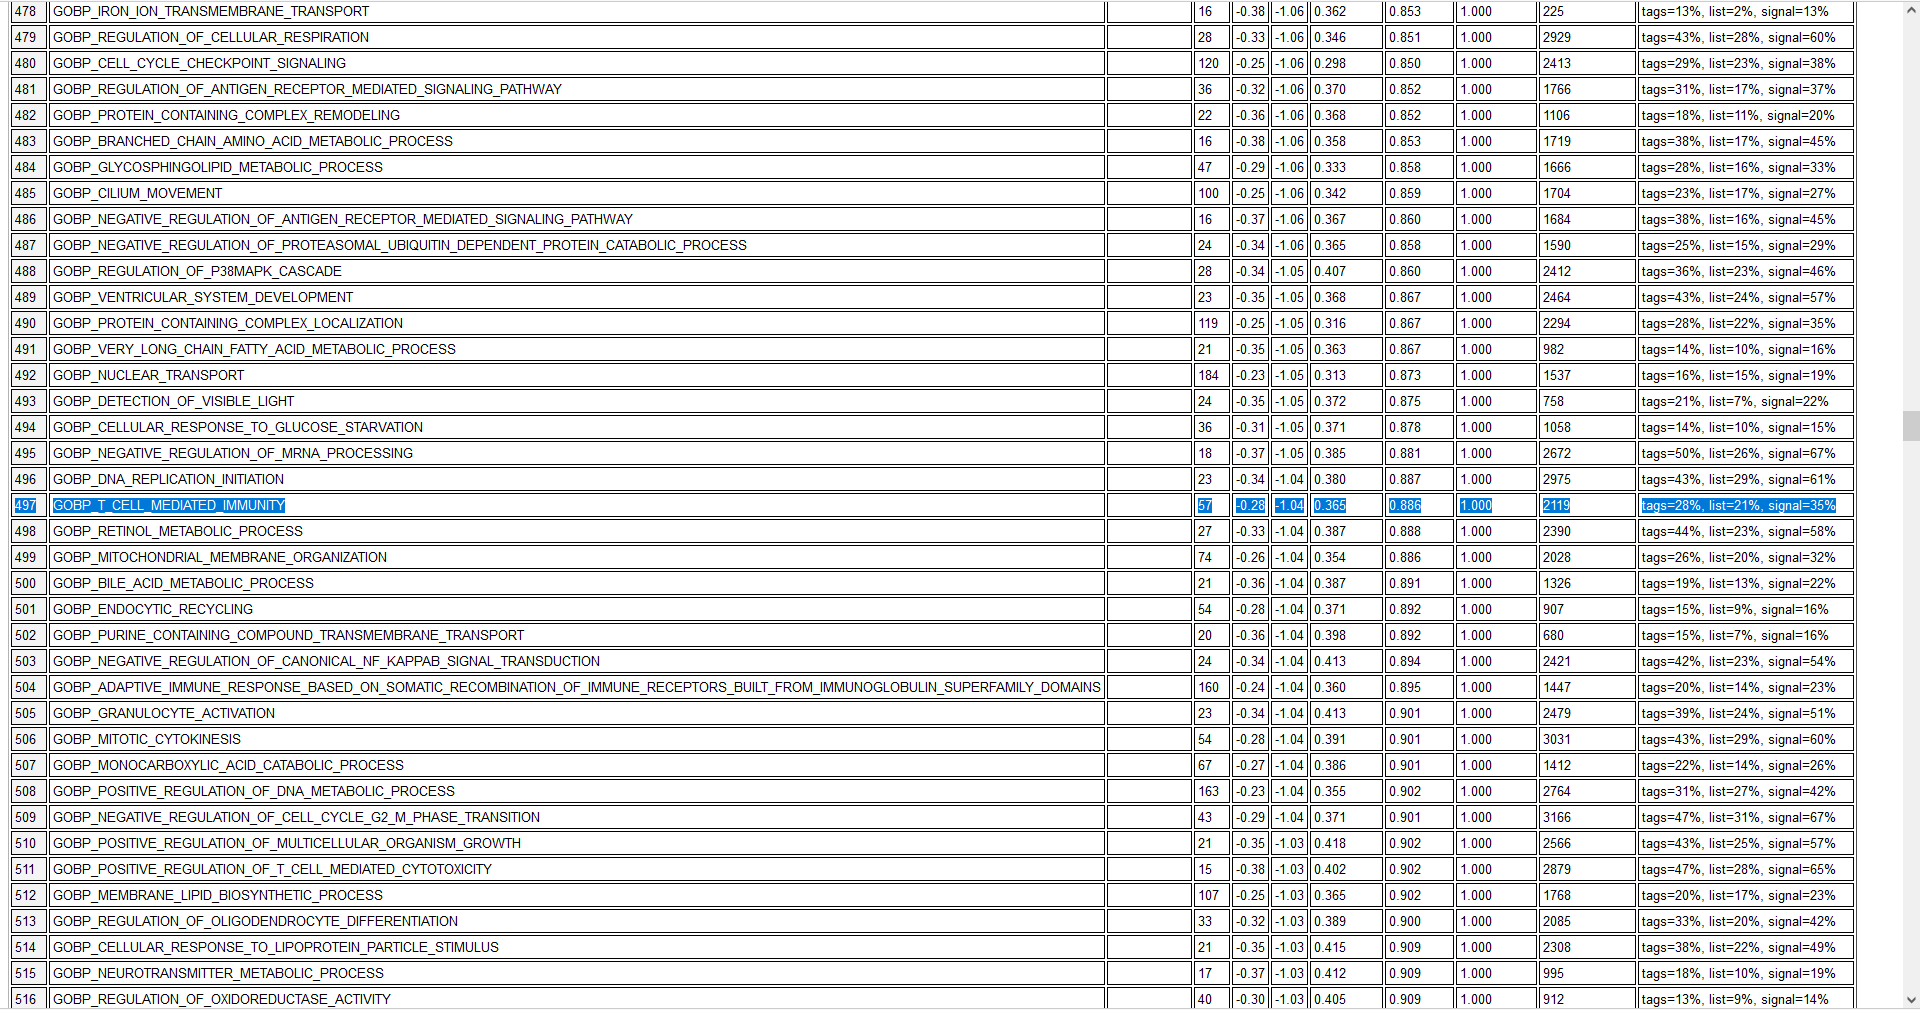 478 GOBP_IRON_ION_TRANSMEMBRANE_TRANSPORT 16 -0.38 -1.06 0.362 0.853 1.000 225 tags=13%, list=2%, signal=13%
479 GOBP_REGULATION_OF_CELLULAR_RESPIRATION 28 -0.33 -1.06 0.346 0.851 1.000 2929 tags=43%, list=28%, signal=60%
480 GOBP_CELL_CYCLE_CHECKPOINT_SIGNALING 120 -0.25 -1.06 0.298 0.850 1.000 2413 tags=29%, list=23%, signal=38%
481 GOBP_REGULATION_OF_ANTIGEN_RECEPTOR_MEDIATED_SIGNALING_PATHWAY 36 -0.32 -1.06 0.370 0.852 1.000 1766 tags=31%, list=17%, signal=37%
482 GOBP_PROTEIN_CONTAINING_COMPLEX_REMODELING 22 -0.36 -1.06 0.368 0.852 1.000 1106 tags=18%, list=11%, signal=20%
483 GOBP_BRANCHED_CHAIN_AMINO_ACID_METABOLIC_PROCESS 16 -0.38 -1.06 0.358 0.853 1.000 1719 tags=38%, list=17%, signal=45%
484 GOBP_GLYCOSPHINGOLIPID_METABOLIC_PROCESS 47 -0.29 -1.06 0.333 0.858 1.000 1666 tags=28%, list=16%, signal=33%
485 GOBP_CILIUM_MOVEMENT 100 -0.25 -1.06 0.342 0.859 1.000 1704 tags=23%, list=17%, signal=27%
486 GOBP_NEGATIVE_REGULATION_OF_ANTIGEN_RECEPTOR_MEDIATED_SIGNALING_PATHWAY 16 -0.37 -1.06 0.367 0.860 1.000 1684 tags=38%, list=16%, signal=45%
487 GOBP_NEGATIVE_REGULATION_OF_PROTEASOMAL_UBIQUITIN_DEPENDENT_PROTEIN_CATABOLIC_PROCESS 24 -0.34 -1.06 0.365 0.858 1.000 1590 tags=25%, list=15%, signal=29%
488 GOBP_REGULATION_OF_P38MAPK_CASCADE 28 -0.34 -1.05 0.407 0.860 1.000 2412 tags=36%, list=23%, signal=46%
489 GOBP_VENTRICULAR_SYSTEM_DEVELOPMENT 23 -0.35 -1.05 0.368 0.867 1.000 2464 tags=43%, list=24%, signal=57%
490 GOBP_PROTEIN_CONTAINING_COMPLEX_LOCALIZATION 119 -0.25 -1.05 0.316 0.867 1.000 2294 tags=28%, list=22%, signal=35%
491 GOBP_VERY_LONG_CHAIN_FATTY_ACID_METABOLIC_PROCESS 21 -0.35 -1.05 0.363 0.867 1.000 982 tags=14%, list=10%, signal=16%
492 GOBP_NUCLEAR_TRANSPORT 184 -0.23 -1.05 0.313 0.873 1.000 1537 tags=16%, list=15%, signal=19%
493 GOBP_DETECTION_OF_VISIBLE_LIGHT 24 -0.35 -1.05 0.372 0.875 1.000 758 tags=21%, list=7%, signal=22%
494 GOBP_CELLULAR_RESPONSE_TO_GLUCOSE_STARVATION 36 -0.31 -1.05 0.371 0.878 1.000 1058 tags=14%, list=10%, signal=15%
495 GOBP_NEGATIVE_REGULATION_OF_MRNA_PROCESSING 18 -0.37 -1.05 0.385 0.881 1.000 2672 tags=50%, list=26%, signal=67%
496 GOBP_DNA_REPLICATION_INITIATION 23 -0.34 -1.04 0.380 0.887 1.000 2975 tags=43%, list=29%, signal=61%
497 GOBP_T_CELL_MEDIATED_IMMUNITY 57 -0.28 -1.04 0.365 0.886 1.000 2119 tags=28%, list=21%, signal=35%
498 GOBP_RETINOL_METABOLIC_PROCESS 27 -0.33 -1.04 0.387 0.888 1.000 2390 tags=44%, list=23%, signal=58%
499 GOBP_MITOCHONDRIAL_MEMBRANE_ORGANIZATION 74 -0.26 -1.04 0.354 0.886 1.000 2028 tags=26%, list=20%, signal=32%
500 GOBP_BILE_ACID_METABOLIC_PROCESS 21 -0.36 -1.04 0.387 0.891 1.000 1326 tags=19%, list=13%, signal=22%
501 GOBP_ENDOCYTIC_RECYCLING 54 -0.28 -1.04 0.371 0.892 1.000 907 tags=15%, list=9%, signal=16%
502 GOBP_PURINE_CONTAINING_COMPOUND_TRANSMEMBRANE_TRANSPORT 20 -0.36 -1.04 0.398 0.892 1.000 680 tags=15%, list=7%, signal=16%
503 GOBP_NEGATIVE_REGULATION_OF_CANONICAL_NF_KAPPAB_SIGNAL_TRANSDUCTION 24 -0.34 -1.04 0.413 0.894 1.000 2421 tags=42%, list=23%, signal=54%
504 GOBP_ADAPTIVE_IMMUNE_RESPONSE_BASED_ON_SOMATIC_RECOMBINATION_OF_IMMUNE_RECEPTORS_BUILT_FROM_IMMUNOGLOBULIN_SUPERFAMILY_DOMAINS 160 -0.24 -1.04 0.360 0.895 1.000 1447 tags=20%, list=14%, signal=23%
505 GOBP_GRANULOCYTE_ACTIVATION 23 -0.34 -1.04 0.413 0.901 1.000 2479 tags=39%, list=24%, signal=51%
506 GOBP_MITOTIC_CYTOKINESIS 54 -0.28 -1.04 0.391 0.901 1.000 3031 tags=43%, list=29%, signal=60%
507 GOBP_MONOCARBOXYLIC_ACID_CATABOLIC_PROCESS 67 -0.27 -1.04 0.386 0.901 1.000 1412 tags=22%, list=14%, signal=26%
508 GOBP_POSITIVE_REGULATION_OF_DNA_METABOLIC_PROCESS 163 -0.23 -1.04 0.355 0.902 1.000 2764 tags=31%, list=27%, signal=42%
509 GOBP_NEGATIVE_REGULATION_OF_CELL_CYCLE_G2_M_PHASE_TRANSITION 43 -0.29 -1.04 0.371 0.901 1.000 3166 tags=47%, list=31%, signal=67%
510 GOBP_POSITIVE_REGULATION_OF_MULTICELLULAR_ORGANISM_GROWTH 21 -0.35 -1.03 0.418 0.902 1.000 2566 tags=43%, list=25%, signal=57%
511 GOBP_POSITIVE_REGULATION_OF_T_CELL_MEDIATED_CYTOTOXICITY 15 -0.38 -1.03 0.402 0.902 1.000 2879 tags=47%, list=28%, signal=65%
512 GOBP_MEMBRANE_LIPID_BIOSYNTHETIC_PROCESS 107 -0.25 -1.03 0.365 0.902 1.000 1768 tags=20%, list=17%, signal=23%
513 GOBP_REGULATION_OF_OLIGODENDROCYTE_DIFFERENTIATION 33 -0.32 -1.03 0.389 0.900 1.000 2085 tags=33%, list=20%, signal=42%
514 GOBP_CELLULAR_RESPONSE_TO_LIPOPROTEIN_PARTICLE_STIMULUS 21 -0.35 -1.03 0.415 0.909 1.000 2308 tags=38%, list=22%, signal=49%
515 GOBP_NEUROTRANSMITTER_METABOLIC_PROCESS 17 -0.37 -1.03 0.412 0.909 1.000 995 tags=18%, list=10%, signal=19%
516 GOBP_REGULATION_OF_OXIDOREDUCTASE_ACTIVITY 40 -0.30 -1.03 0.405 0.909 1.000 912 tags=13%, list=9%, signal=14%